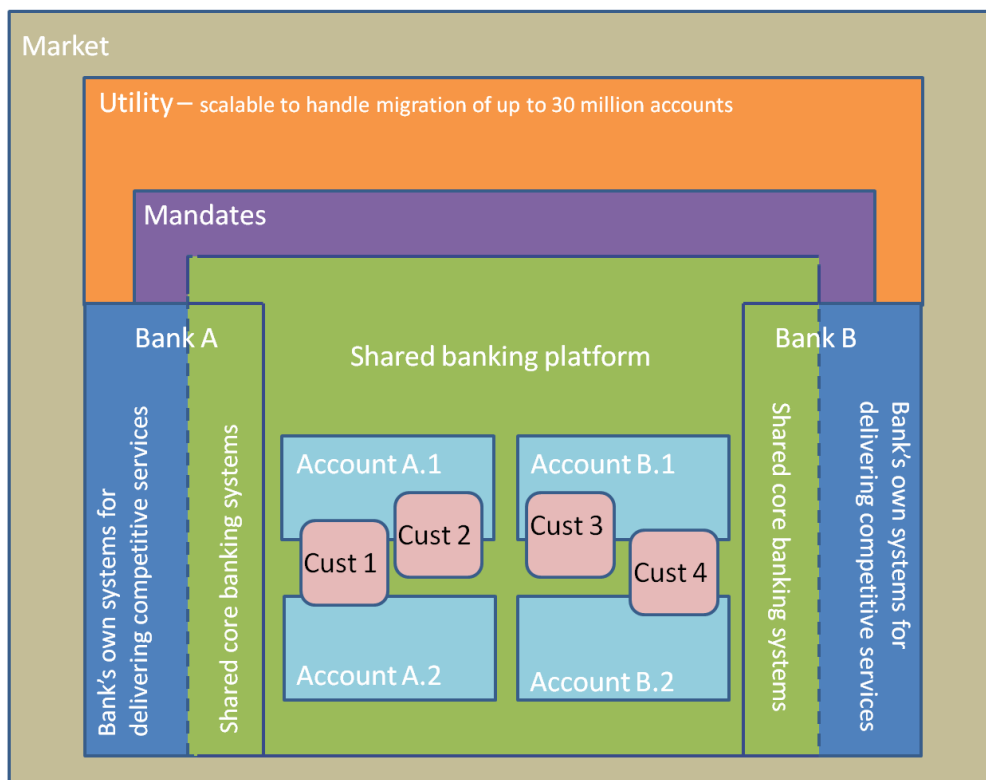 Market
Utility – scalable to handle migration of up to 30 million accounts
Mandates
Bank A
Bank B
Shared banking platform
Bank's own systems for
delivering competitive services
Shared core banking systems
Account A.1
Account B.1
Cust 1
Cust 2
Cust 3
Cust 4
Account A.2
Account B.2
Shared core banking systems
Bank's own systems for
delivering competitive services